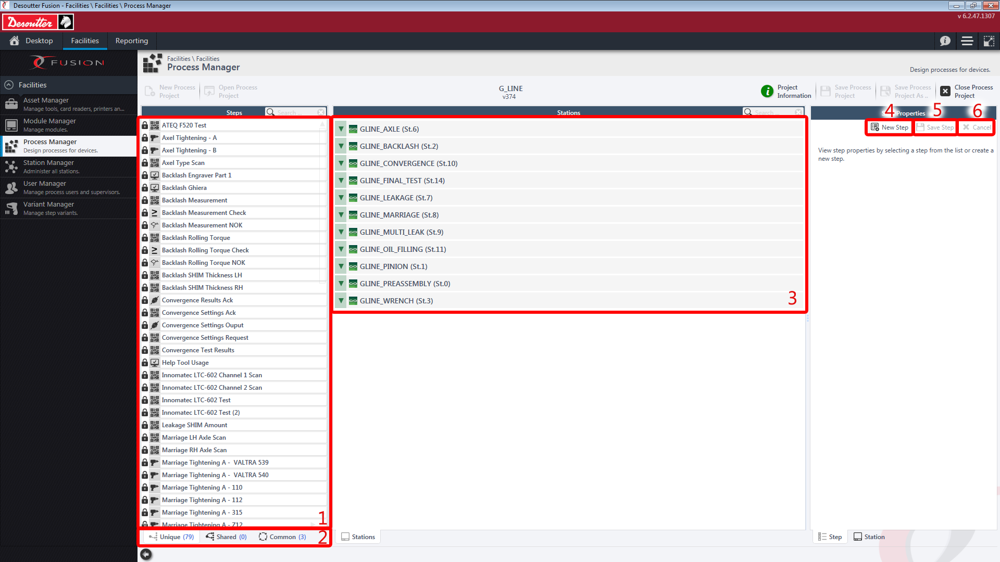 Desoutter Fusion - Facilities \ Facilities \ Process Manager
Desoutter
v 6.2.47.1307
Desktop
Facilities
Reporting
FUSION
Facilities
Asset Manager
Manage tools, card readers, printers an...
Module Manager
Manage modules.
Process Manager
Design processes for devices.
Station Manager
Administer all stations.
User Manager
Manage process users and supervisors.
Variant Manager
Manage step variants.
Facilities \ Facilities
Process Manager
Design processes for devices.
New Process
Project
Open Process
Project
G_LINE
v374
Project
Information
Save Process
Project
Save Process
Project As ..
Close Process
Project
Steps
Search ...
ATEQ F520 Test
Axel Tightening - A
Axel Tightening - B
Axel Type Scan
Backlash Engraver Part 1
Backlash Ghiera
Backlash Measurement
Backlash Measurement Check
Backlash Measurement NOK
Backlash Rolling Torque
Backlash Rolling Torque Check
Backlash Rolling Torque NOK
Backlash SHIM Thickness LH
Backlash SHIM Thickness RH
Convergence Results Ack
Convergence Settings Ack
Convergence Settings Ouput
Convergence Settings Request
Convergence Test Results
Help Tool Usage
Innomatec LTC-602 Channel 1 Scan
Innomatec LTC-602 Channel 2 Scan
Innomatec LTC-602 Test
Innomatec LTC-602 Test (2)
Leakage SHIM Amount
Marriage LH Axle Scan
Marriage RH Axle Scan
Marriage Tightening A -  VALTRA 539
Marriage Tightening A -  VALTRA 540
Marriage Tightening A - 110
Marriage Tightening A - 112
Marriage Tightening A - 315
Marriage Tightening A - Z12
1
Unique (79)
Shared (0)
Common (3)
2
Stations
Search ...
GLINE_AXLE (St.6)
GLINE_BACKLASH (St.2)
GLINE_CONVERGENCE (St.10)
GLINE_FINAL_TEST (St.14)
GLINE_LEAKAGE (St.7)
GLINE_MARRIAGE (St.8)
GLINE_MULTI_LEAK (St.9)
GLINE_OIL_FILLING (St.11)
GLINE_PINION (St.1)
GLINE_PREASSEMBLY (St.0)
GLINE_WRENCH (St.3)
3
Stations
Properties
4
5
6
New Step
Save Step
Cancel
View step properties by selecting a step from the list or create a
new step.
Step
Station